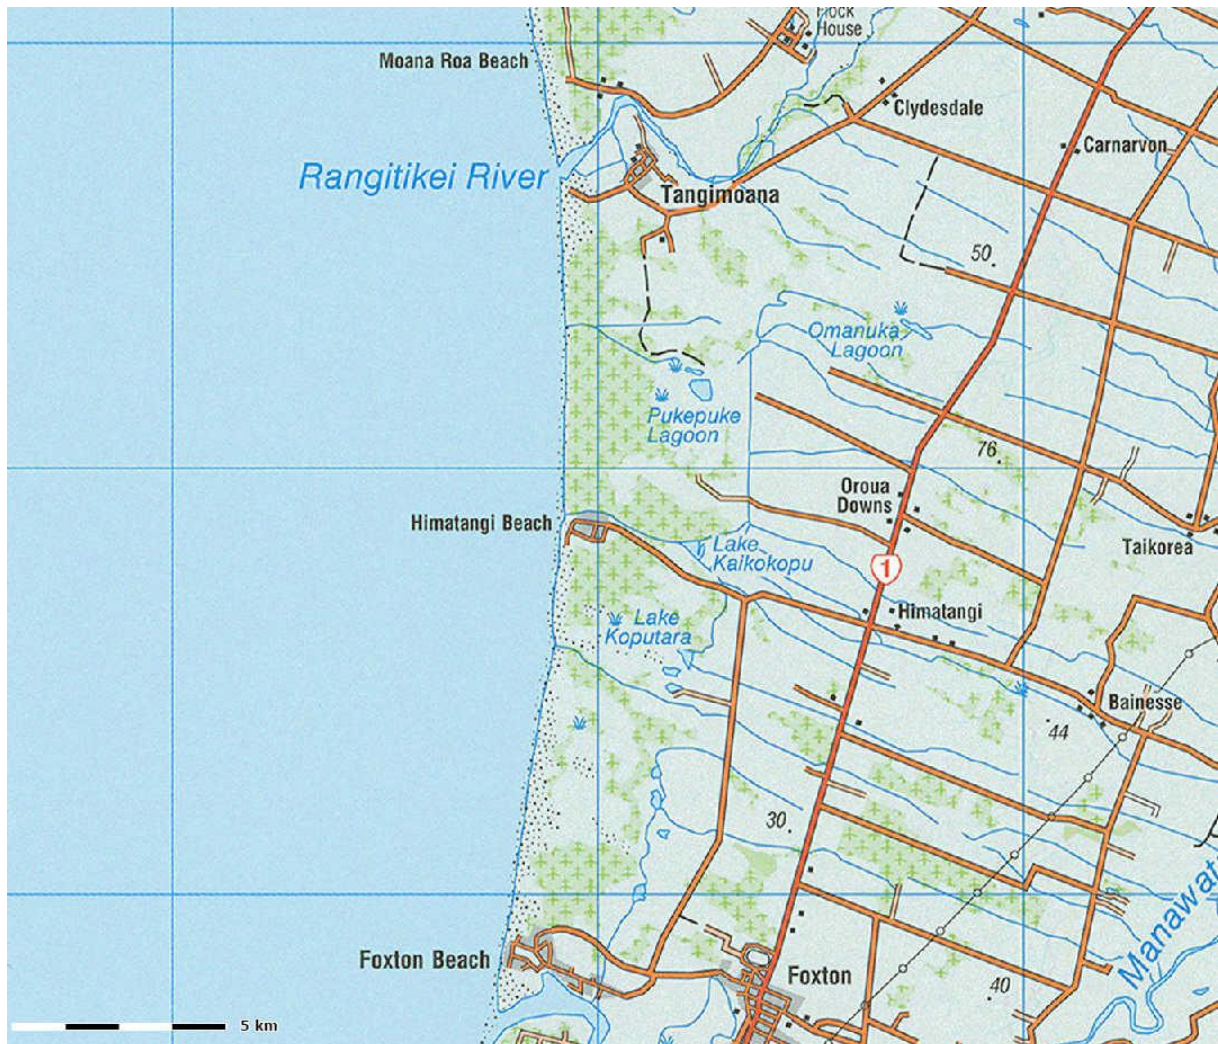 Flock
House
Moana Roa Beach
Clydesdale
Carnarvon
Rangitikei River
Tangimoana
50
Omanuka
Lagoon
Pukepuke
Lagoon
76
Oroua
Downs
Himatangi Beach
Taikorea
Lake
Kaikokopu
1
Himatangi
Lake
Koputara
Bainesse
44
30
Manawat
Foxton Beach
Foxton
40
5 km